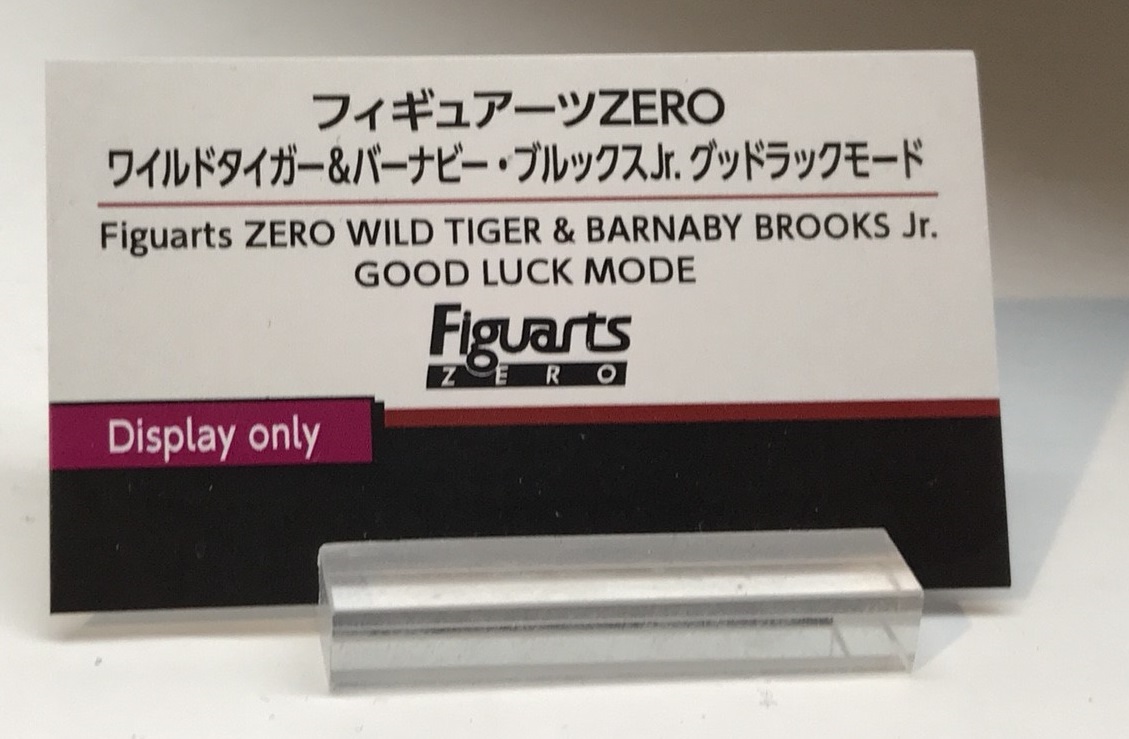 フィギュアーツZERO
ワイルドタイガー&バーナビー・ブルックスJr. グッドラックモード
Figuarts ZERO WILD TIGER & BARNABY BROOKS Jr.
GOOD LUCK MODE
Figuarts
ZERO
Display only